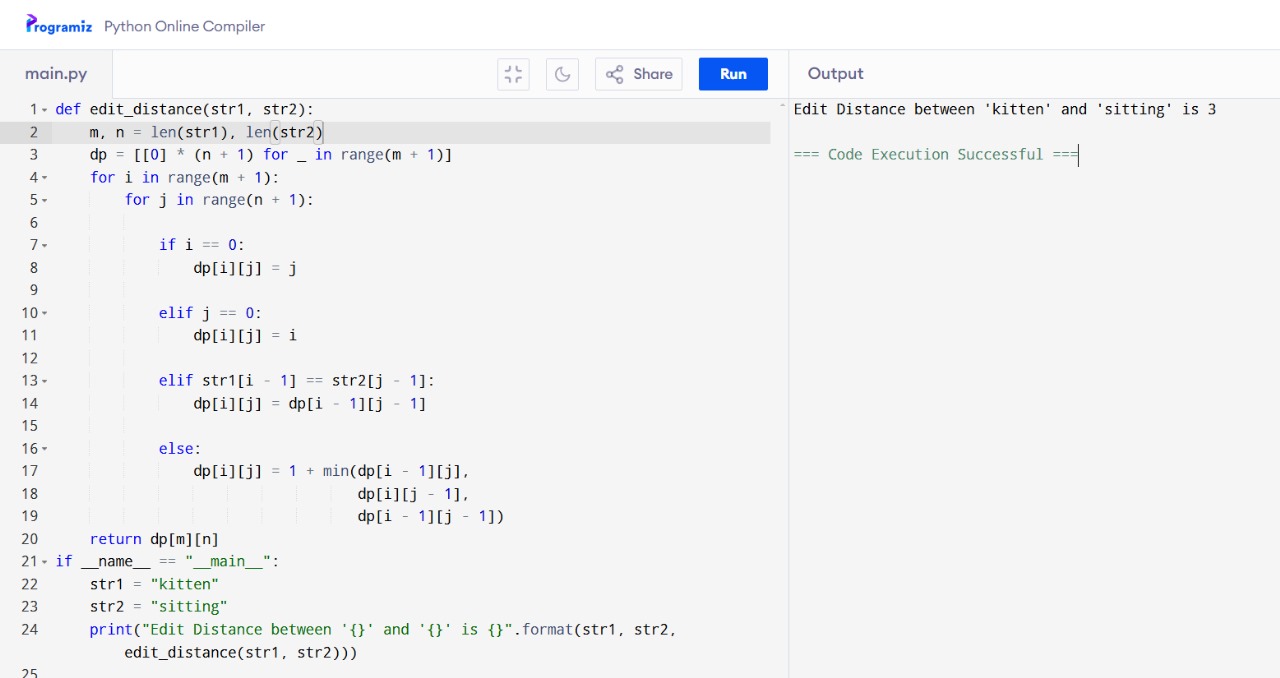 Programiz Python Online Compiler
main.py Share Run Output
1 def edit_distance(str1, str2):
2     m, n = len(str1), len(str2)
3     dp = [[0] * (n + 1) for _ in range(m + 1)]
4     for i in range(m + 1):
5         for j in range(n + 1):
6
7             if i == 0:
8                 dp[i][j] = j
9
10             elif j == 0:
11                 dp[i][j] = i
12
13             elif str1[i - 1] == str2[j - 1]:
14                 dp[i][j] = dp[i - 1][j - 1]
15
16             else:
17                 dp[i][j] = 1 + min(dp[i - 1][j],
18                                    dp[i][j - 1],
19                                    dp[i - 1][j - 1])
20     return dp[m][n]
21 if __name__ == "__main__":
22     str1 = "kitten"
23     str2 = "sitting"
24     print("Edit Distance between '{}' and '{}' is {}".format(str1, str2,
        edit_distance(str1, str2)))
25
Edit Distance between 'kitten' and 'sitting' is 3
=== Code Execution Successful ===